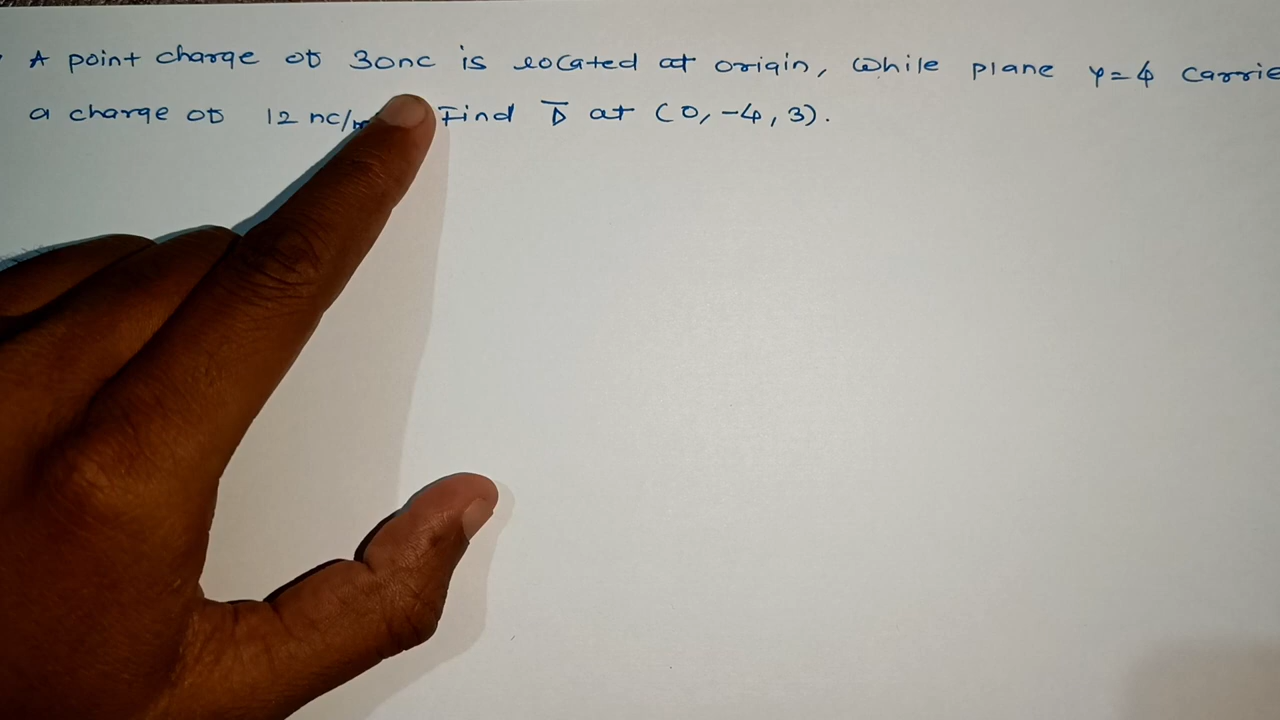 A point charge of 30nc is located at origin, while plane y=4 carrie
a charge of 12 nc/m Find D̅ at (0, -4, 3).